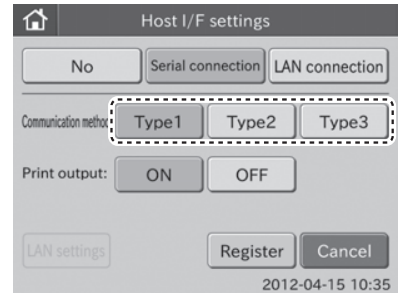 Host I/F settings
No Serial connection LAN connection
Communication method Type1 Type2 Type3
Print output: ON OFF
LAN settings Register Cancel
2012-04-15 10:35